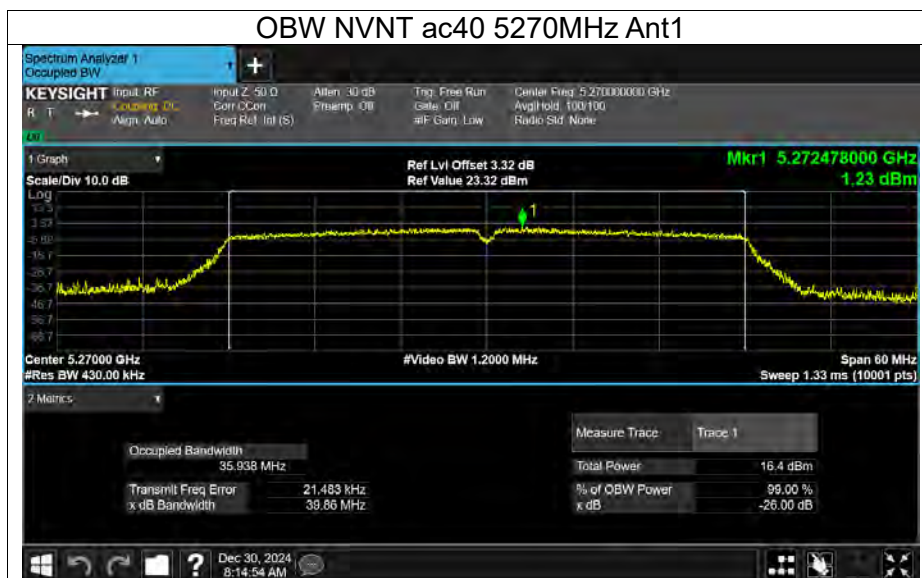 OBW NVNT ac40 5270MHz Ant1
Spectrum Analyzer 1
Occupied BW
KEYSIGHT Input: RF Input Z: 50 Ω Atten: 30 dB Trig: Free Run Center Freq: 5.270000000 GHz
R T Coupling: DC Corr CCorr Preamp: Off Gate: Off Avg|Hold: 100/100
Align: Auto Freq Ref: Int (S) #IF Gain: Low Radio Std: None
1 Graph Ref Lvl Offset 3.32 dB Mkr1 5.272478000 GHz
Scale/Div 10.0 dB Ref Value 23.32 dBm 1.23 dBm
Log
1
Center 5.27000 GHz #Video BW 1.2000 MHz Span 60 MHz
#Res BW 430.00 kHz Sweep 1.33 ms (10001 pts)
2 Metrics
Measure Trace Trace 1
Occupied Bandwidth
35.938 MHz Total Power 16.4 dBm
Transmit Freq Error 21.483 kHz % of OBW Power 99.00 %
x dB Bandwidth 39.86 MHz x dB -26.00 dB
Dec 30, 2024
8:14:54 AM